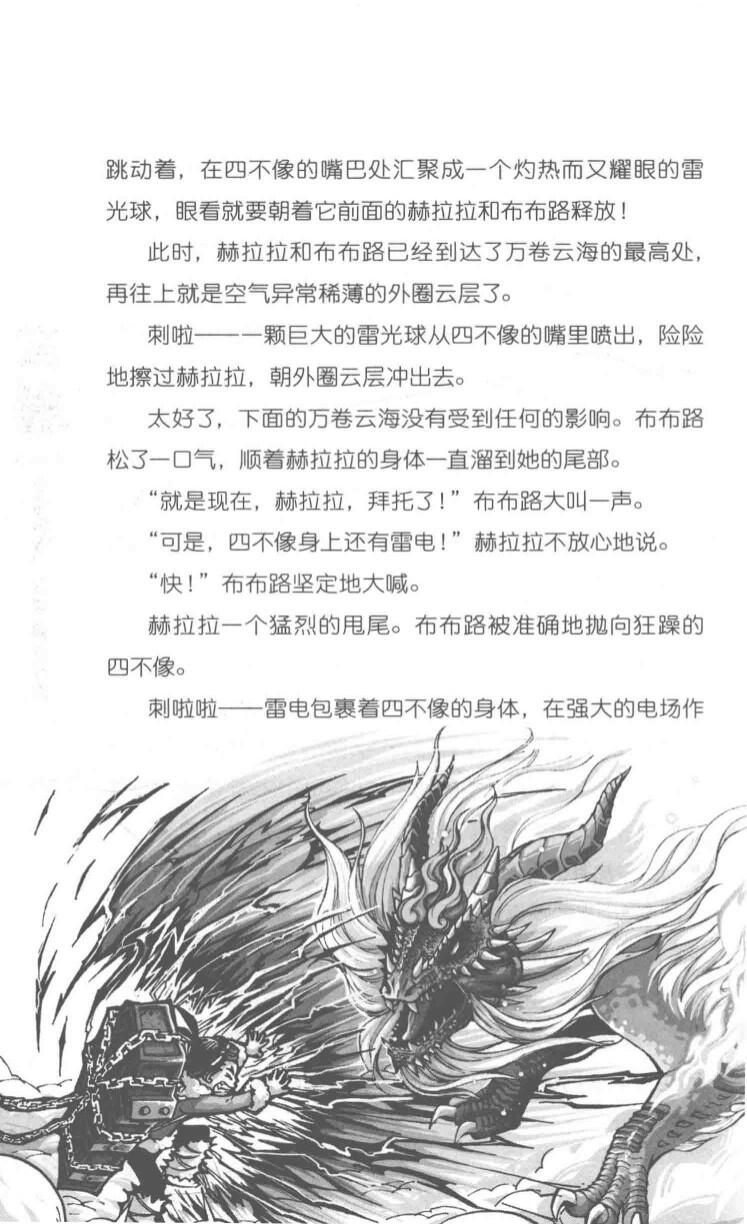 跳动着，在四不像的嘴巴处汇聚成一个灼热而又耀眼的雷
光球，眼看就要朝着它前面的赫拉拉和布布路释放！
此时，赫拉拉和布布路已经到达了万卷云海的最高处，
再往上就是空气异常稀薄的外圈云层了。
刺啦——一颗巨大的雷光球从四不像的嘴里喷出，险险
地擦过赫拉拉，朝外圈云层冲出去。
太好了，下面的万卷云海没有受到任何的影响。布布路
松了一口气，顺着赫拉拉的身体一直溜到她的尾部。
“就是现在，赫拉拉，拜托了！”布布路大叫一声。
“可是，四不像身上还有雷电！”赫拉拉不放心地说。
“快！”布布路坚定地大喊。
赫拉拉一个猛烈的甩尾。布布路被准确地抛向狂躁的
四不像。
刺啦啦——雷电包裹着四不像的身体，在强大的电场作